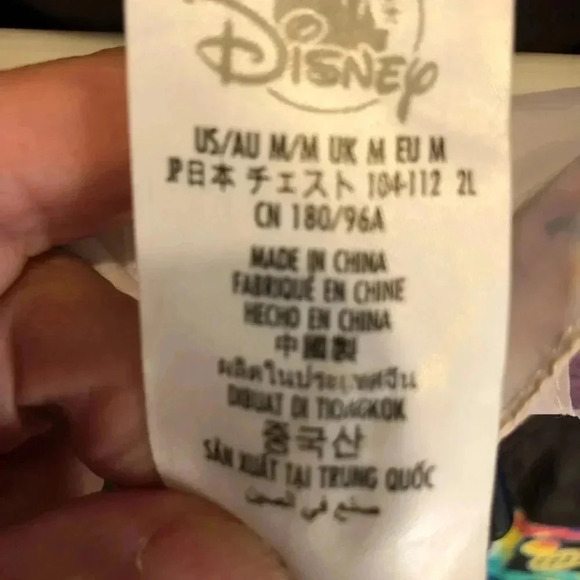 Disney
US/AU M/M UK M EU M
JP日本 チェスト 104-112 2L
CN 180/96A
MADE IN CHINA
FABRIQUÉ EN CHINE
HECHO EN CHINA
中國製
ผลิตในประเทศจีน
DIBUAT DI TIONGKOK
중국산
SẢN XUẤT TẠI TRUNG QUỐC
صنع في الصين